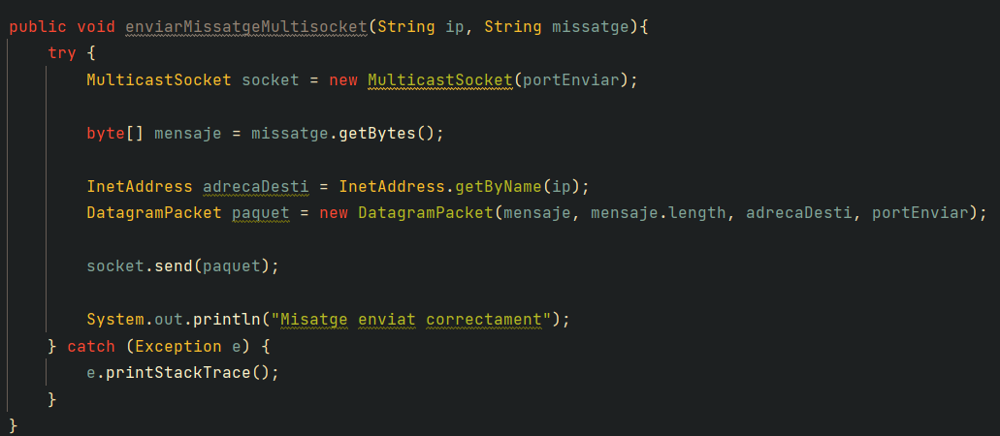 public void enviarMissatgeMultisocket(String ip, String missatge){
    try {
        MulticastSocket socket = new MulticastSocket(portEnviar);
        byte[] mensaje = missatge.getBytes();
        InetAddress adrecaDesti = InetAddress.getByName(ip);
        DatagramPacket paquet = new DatagramPacket(mensaje, mensaje.length, adrecaDesti, portEnviar);
        socket.send(paquet);
        System.out.println("Misatge enviat correctament");
    } catch (Exception e) {
        e.printStackTrace();
    }
}